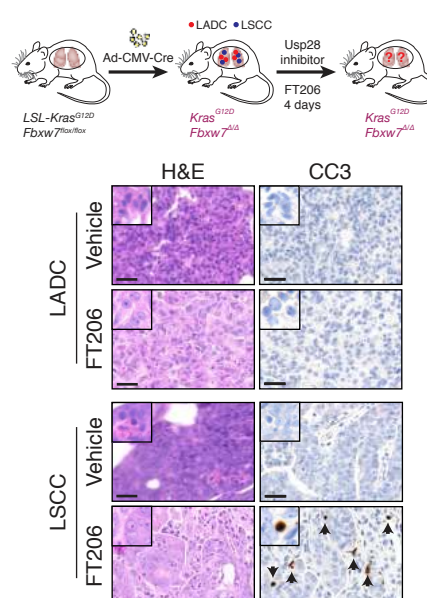 LADC LSCC
Ad-CMV-Cre
Usp28
inhibitor
FT206
4 days
? ?
LSL-KrasG12D
Fbxw7flox/flox
KrasG12D
Fbxw7Δ/Δ
KrasG12D
Fbxw7Δ/Δ
H&E CC3
LADC
Vehicle
FT206
LSCC
Vehicle
FT206